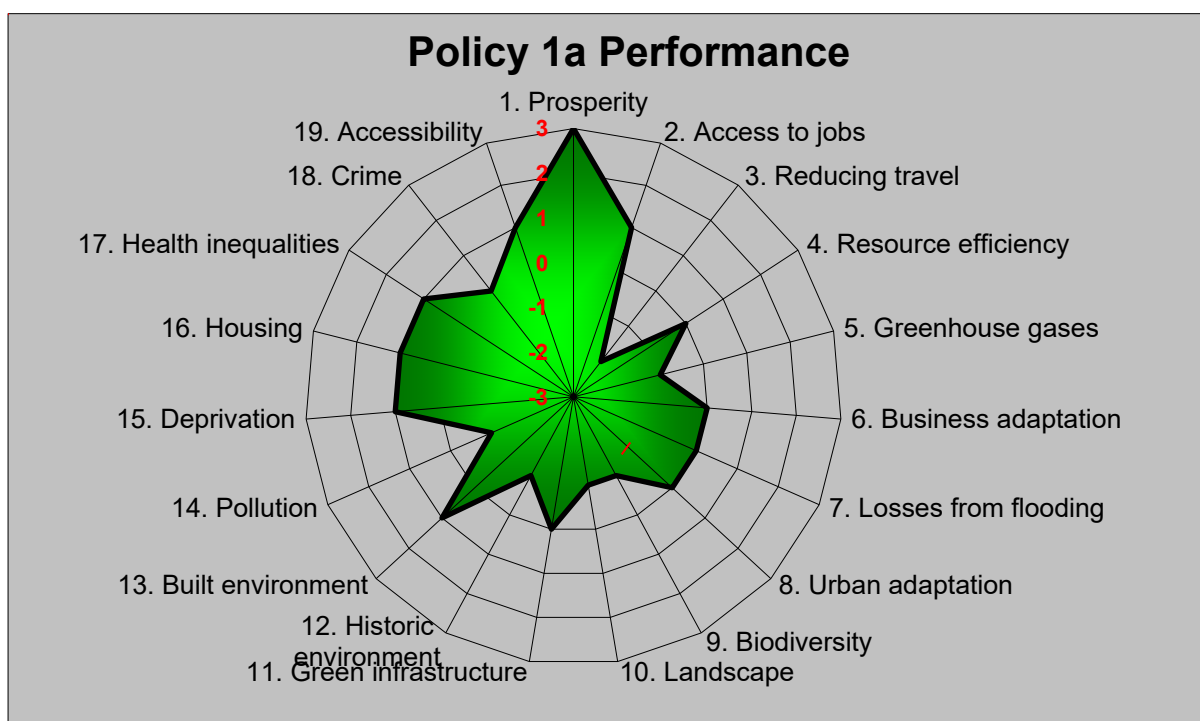 Policy 1a Performance
1. Prosperity
2. Access to jobs
3. Reducing travel
4. Resource efficiency
5. Greenhouse gases
6. Business adaptation
7. Losses from flooding
8. Urban adaptation
9. Biodiversity
10. Landscape
11. Green infrastructure
12. Historic
environment
13. Built environment
14. Pollution
15. Deprivation
16. Housing
17. Health inequalities
18. Crime
19. Accessibility
3
2
1
0
-1
-2
-3